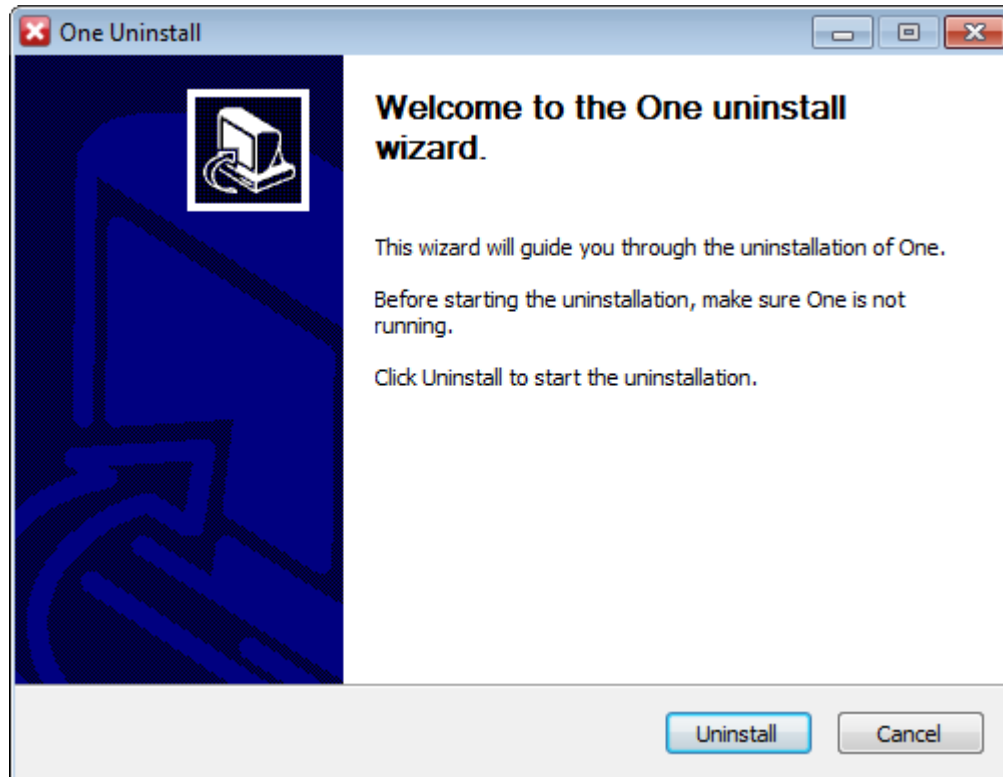 One Uninstall
Welcome to the One uninstall
wizard.
This wizard will guide you through the uninstallation of One.
Before starting the uninstallation, make sure One is not
running.
Click Uninstall to start the uninstallation.
Uninstall
Cancel